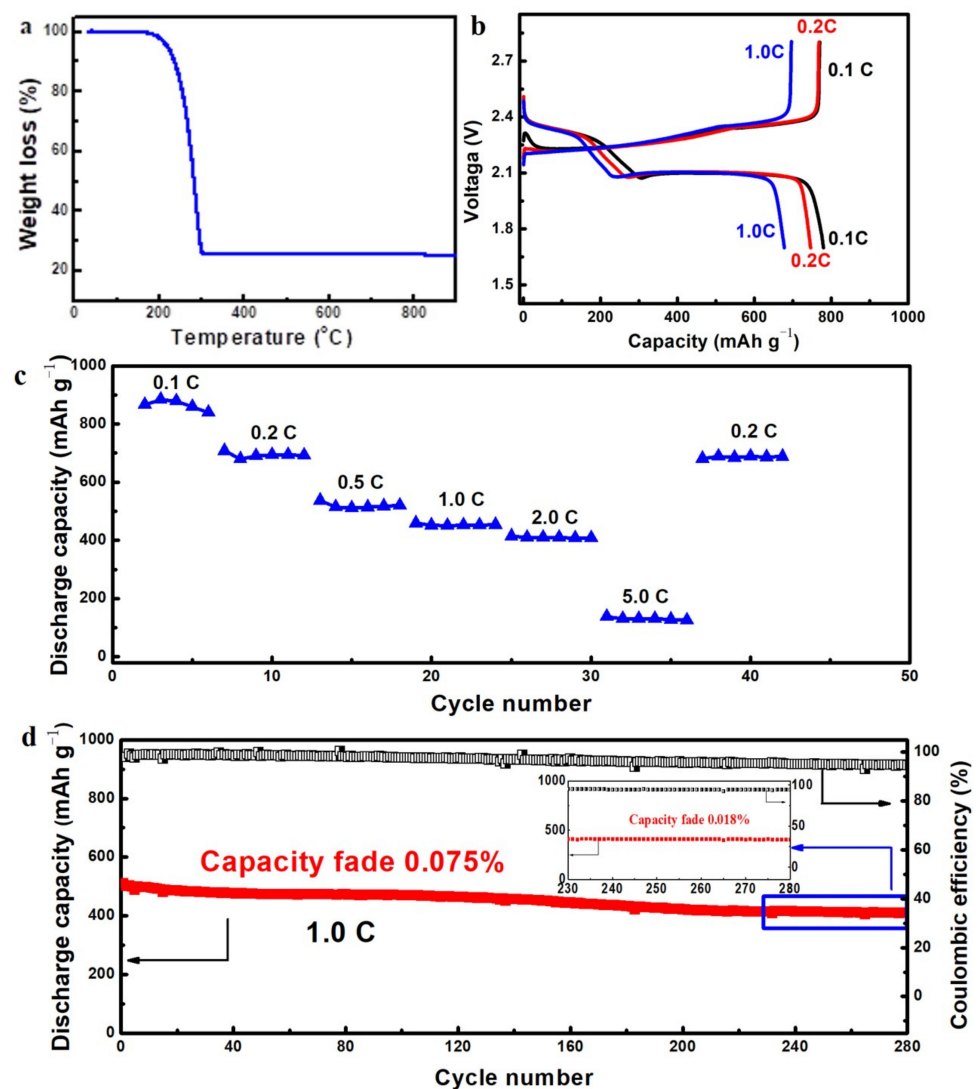 a
100
80
60
40
20
Weight loss (%)
0 200 400 600 800
Temperature (°C)
b
2.7
2.4
2.1
1.8
1.5
Voltaga (V)
1.0C
0.2C
0.1 C
1.0C
0.2C
0.1C
0 200 400 600 800 1000
Capacity (mAh g⁻¹)
c
1000
800
600
400
200
0
Discharge capacity (mAh g⁻¹)
0.1 C
0.2 C
0.5 C
1.0 C
2.0 C
5.0 C
0.2 C
0 10 20 30 40 50
Cycle number
d
1000
800
600
400
200
0
Discharge capacity (mAh g⁻¹)
Capacity fade 0.075%
1.0 C
1000
500
0
Capacity fade 0.018%
100
50
0
230 235 240 245 250 255 260 265 270 275 280
100
80
60
40
20
0
Coulombic efficiency (%)
0 40 80 120 160 200 240 280
Cycle number